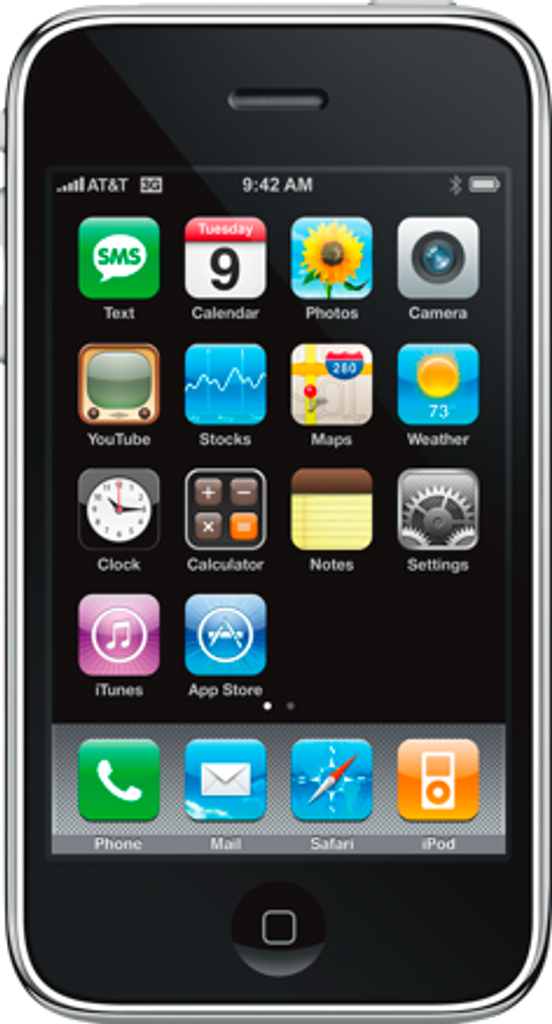 AT&T 3G 9:42 AM
SMS Tuesday
9
Text Calendar Photos Camera
280
73°
YouTube Stocks Maps Weather
Clock Calculator Notes Settings
iTunes App Store
Phone Mail Safari iPod